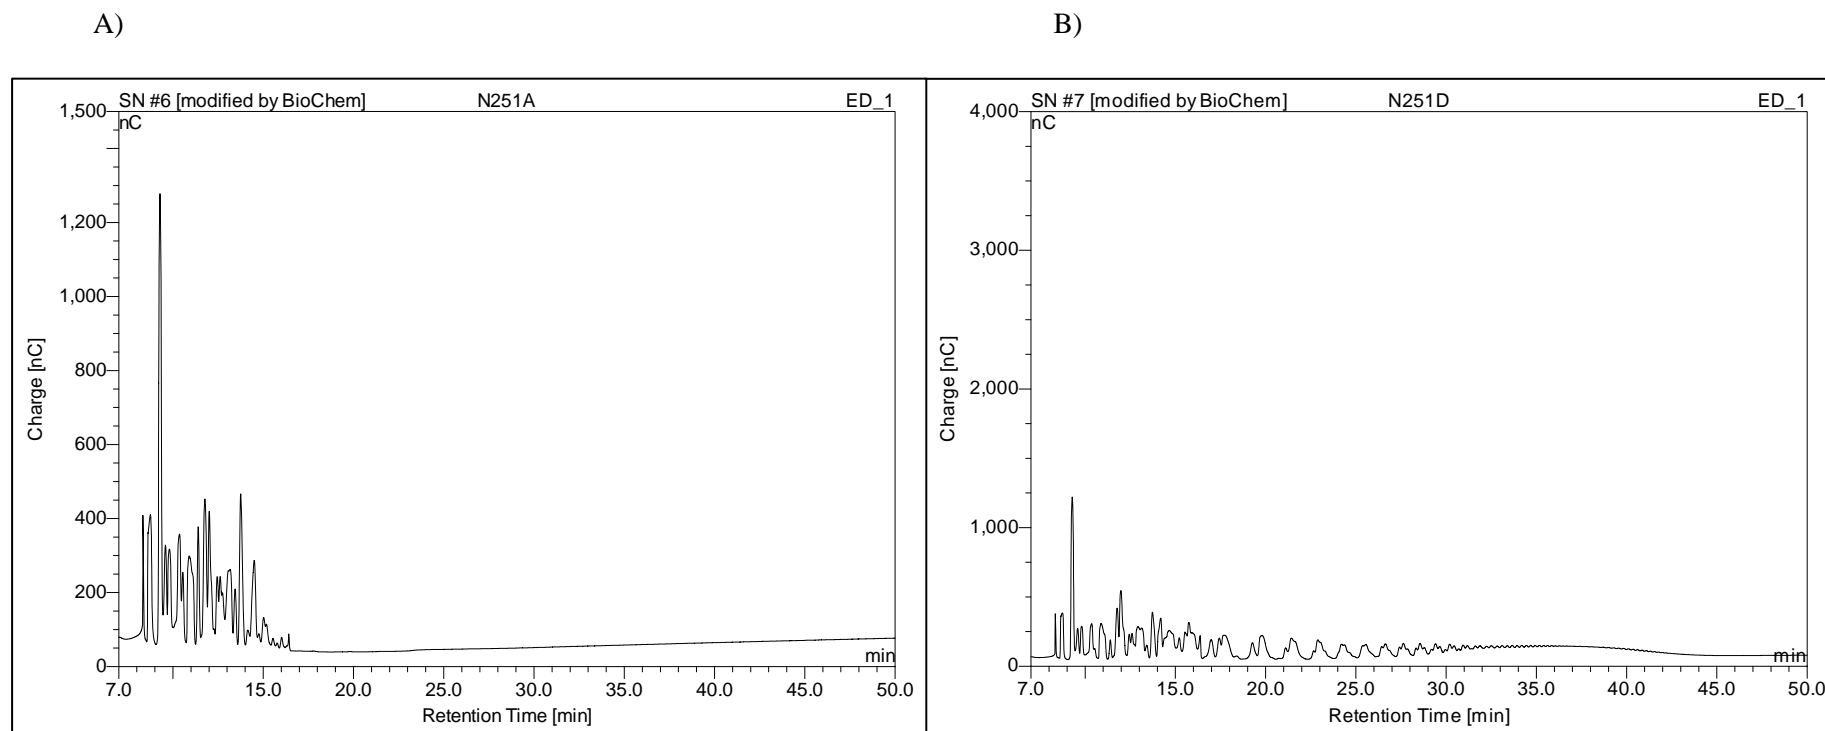 A)
B)
SN #6 [modified by BioChem] N251A ED_1
nC
1,500
1,200
1,000
800
600
400
200
0
Charge [nC]
min
7.0 15.0 20.0 25.0 30.0 35.0 40.0 45.0 50.0
Retention Time [min]
SN #7 [modified by BioChem] N251D ED_1
nC
4,000
3,000
2,000
1,000
0
Charge [nC]
min
7.0 15.0 20.0 25.0 30.0 35.0 40.0 45.0 50.0
Retention Time [min]